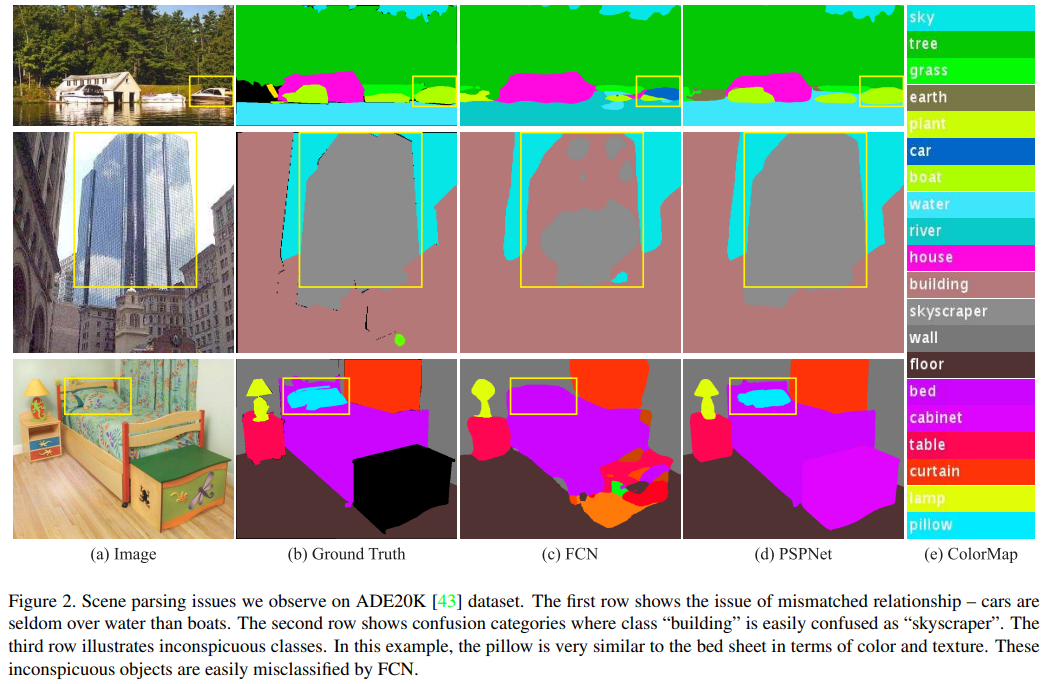 sky
tree
grass
earth
plant
car
boat
water
river
house
building
skyscraper
wall
floor
bed
cabinet
table
curtain
lamp
pillow
(a) Image
(b) Ground Truth
(c) FCN
(d) PSPNet
(e) ColorMap
Figure 2. Scene parsing issues we observe on ADE20K [43] dataset. The first row shows the issue of mismatched relationship – cars are
seldom over water than boats. The second row shows confusion categories where class “building” is easily confused as “skyscraper”. The
third row illustrates inconspicuous classes. In this example, the pillow is very similar to the bed sheet in terms of color and texture. These
inconspicuous objects are easily misclassified by FCN.